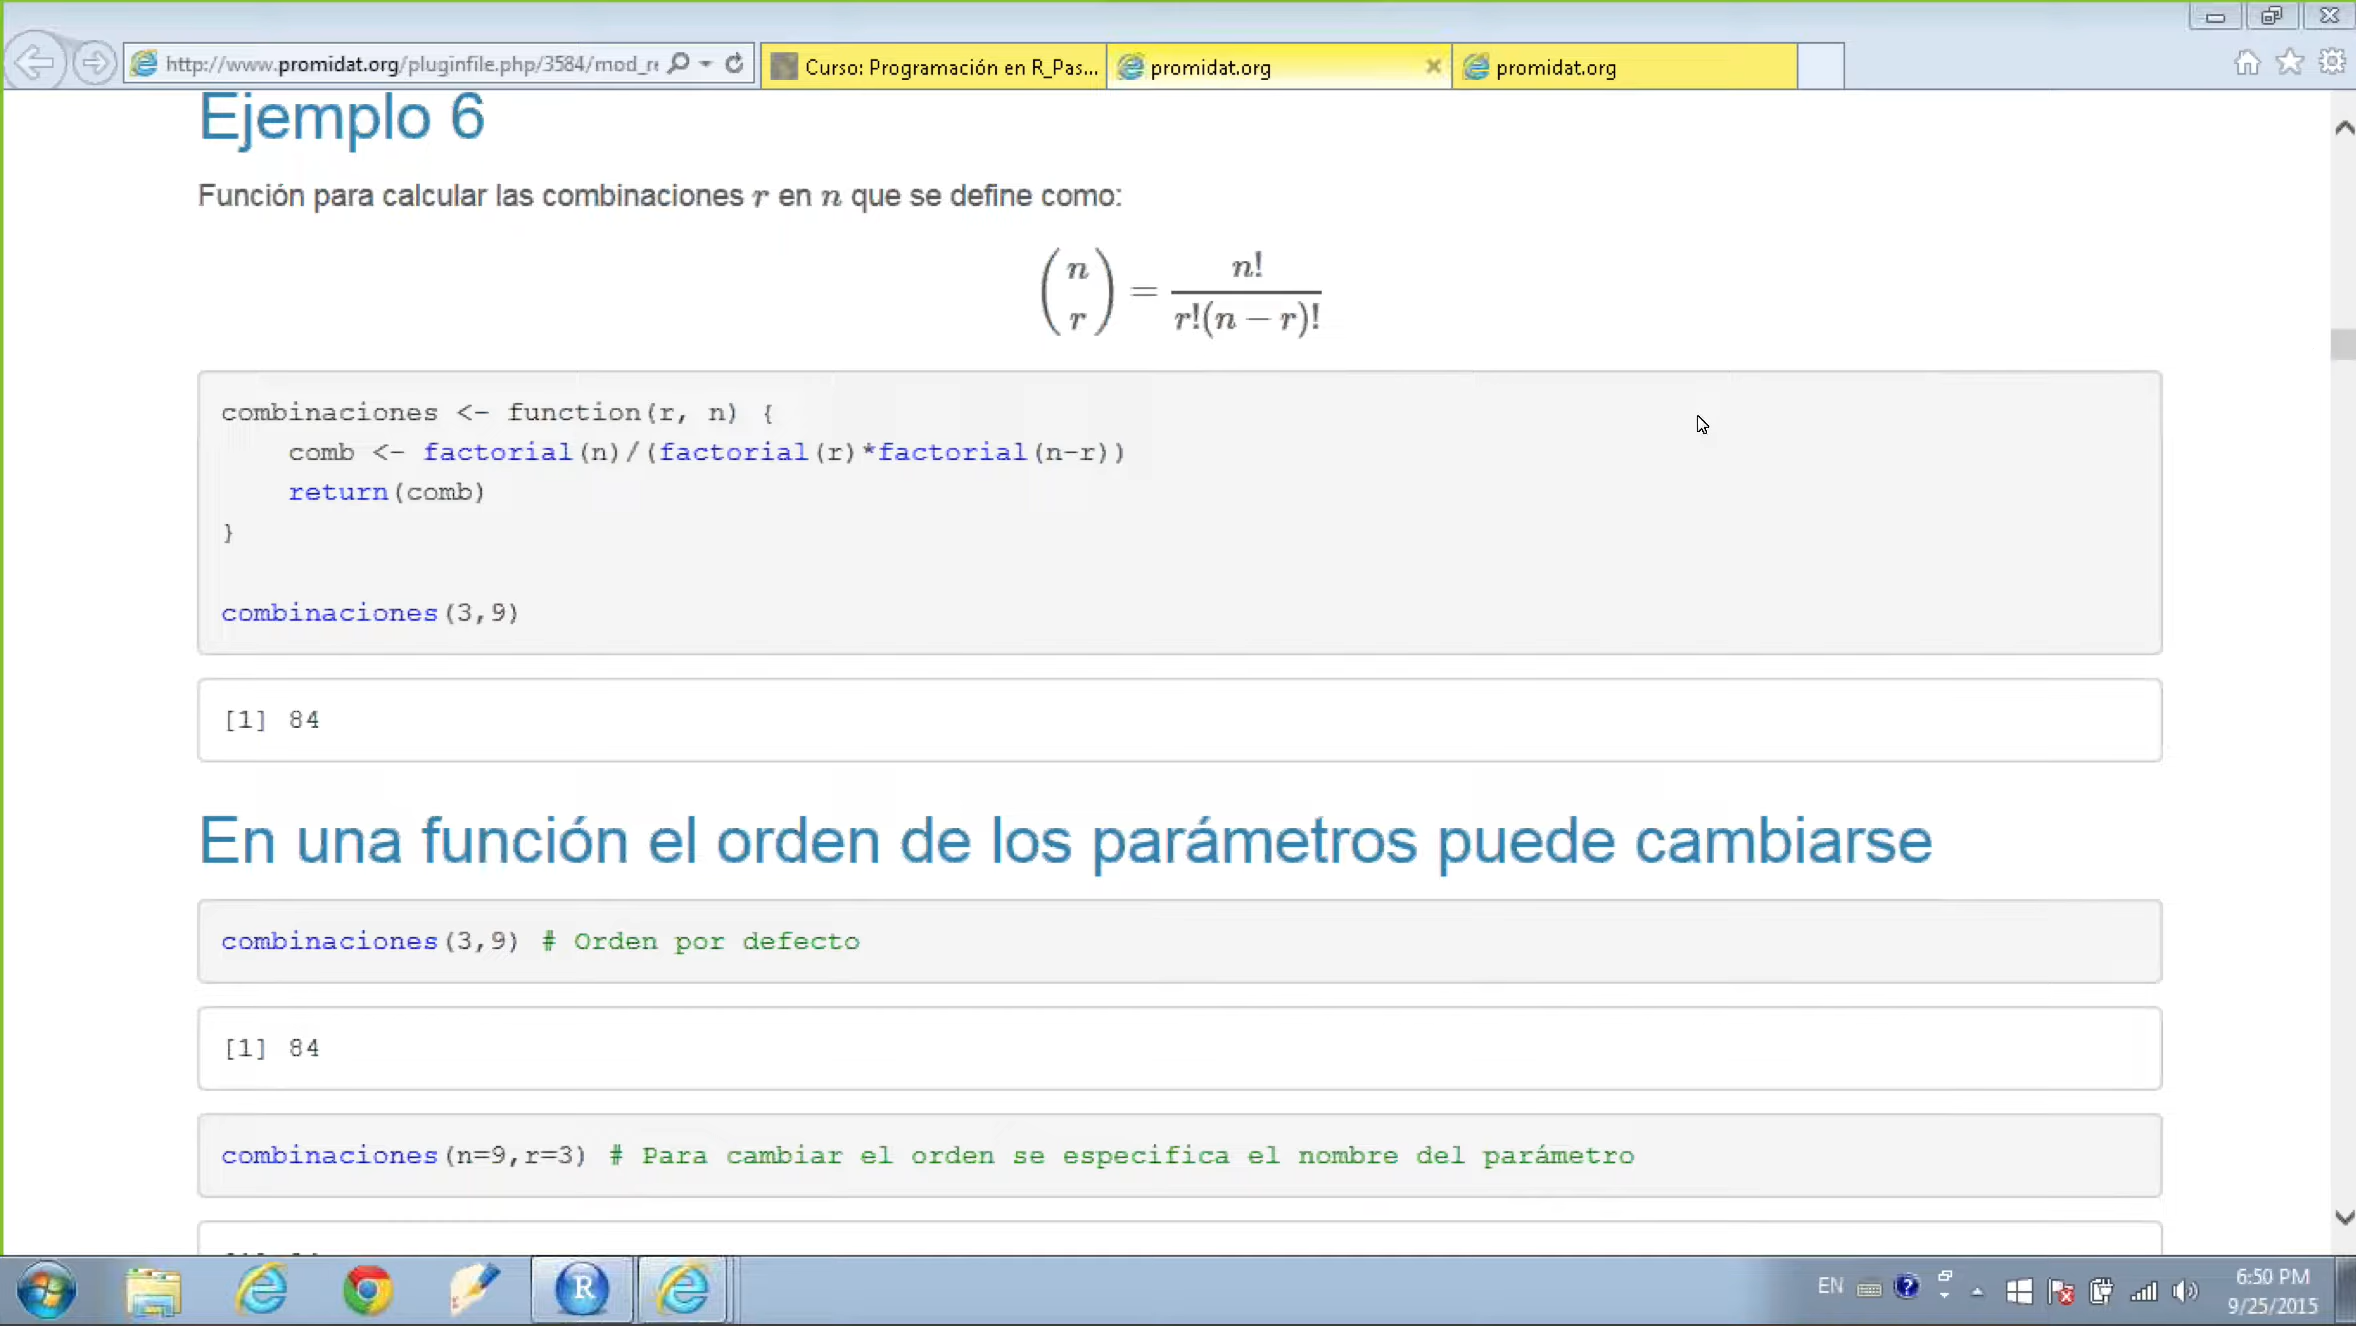 http://www.promidat.org/pluginfile.php/3584/mod_re
Curso: Programación en R_Pas...
promidat.org
promidat.org
Ejemplo 6
Función para calcular las combinaciones r en n que se define como:
(n r) = n! / r!(n − r)!
combinaciones <- function(r, n) {
    comb <- factorial(n)/(factorial(r)*factorial(n-r))
    return(comb)
}
combinaciones(3,9)
[1] 84
En una función el orden de los parámetros puede cambiarse
combinaciones(3,9) # Orden por defecto
[1] 84
combinaciones(n=9,r=3) # Para cambiar el orden se especifica el nombre del parámetro
R
EN
6:50 PM
9/25/2015